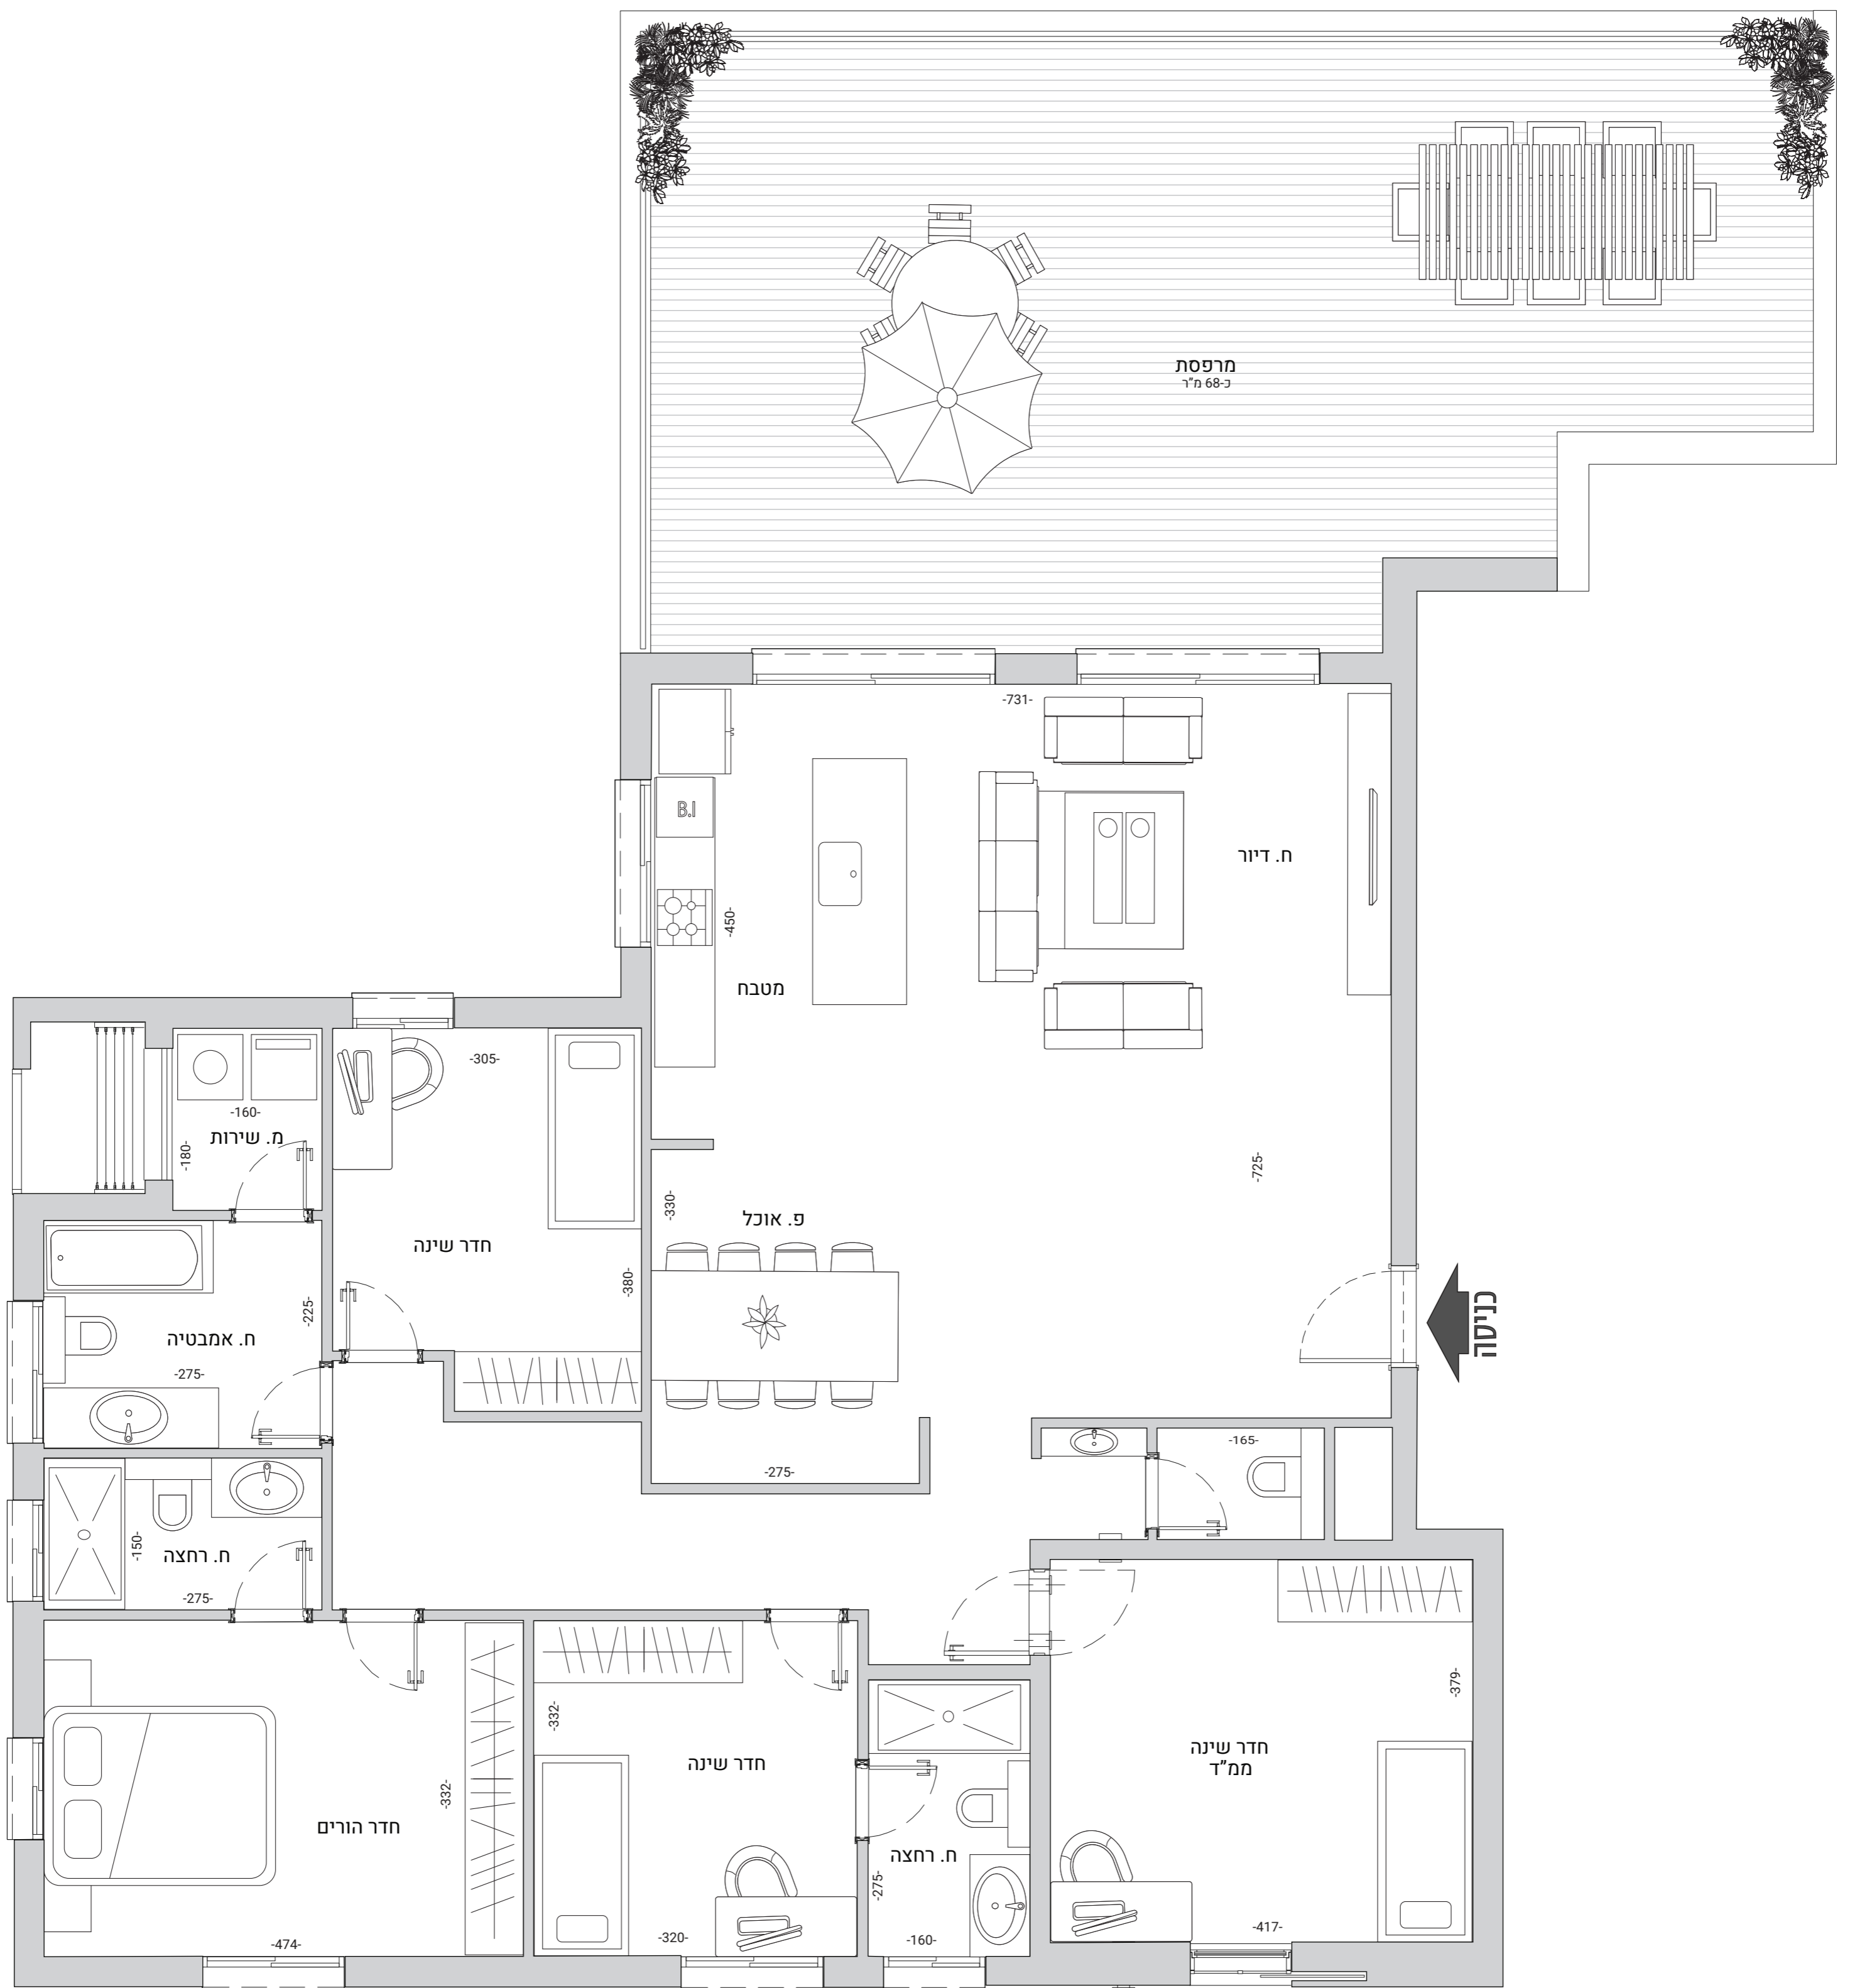 מרפסת
כ-68 מ"ר
-731-
B.I
ח. דיור
-450-
מטבח
-305-
-160-
מ. שירות
-180-
-725-
-330-
פ. אוכל
חדר שינה
-380-
כניסה
-225-
ח. אמבטיה
-275-
-165-
-275-
-150-
ח. רחצה
-275-
-379-
-332-
חדר שינה
ממ"ד
חדר שינה
-332-
חדר הורים
ח. רחצה
-275-
-417-
-320-
-160-
-474-